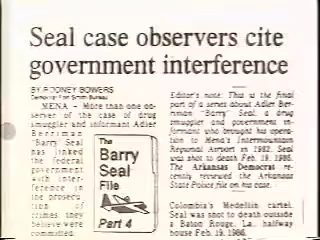 Seal case observers cite
government interference
BY RODNEY BOWERS
Democrat Fort Smith Bureau
MENA — More than one ob-
server of the case of drug
smuggler and informant Adler
Berriman
"Barry" Seal
has linked
the federal
government
with inter-
ference in
the prosecu-
tion of
crimes they
believe were
committed.
The
Barry
Seal
File
Part 4
Editor's note: This is the final
part of a series about Adler Ber-
riman "Barry" Seal, a drug
smuggler and government in-
formant who brought his opera-
tion to Mena's Intermountain
Regional Airport in 1982. Seal
was shot to death Feb. 19, 1986.
The Arkansas Democrat re-
cently reviewed the Arkansas
State Police file on his case.
Colombia's Medellin cartel.
Seal was shot to death outside
a Baton Rouge, La., halfway
house Feb. 19, 1986.